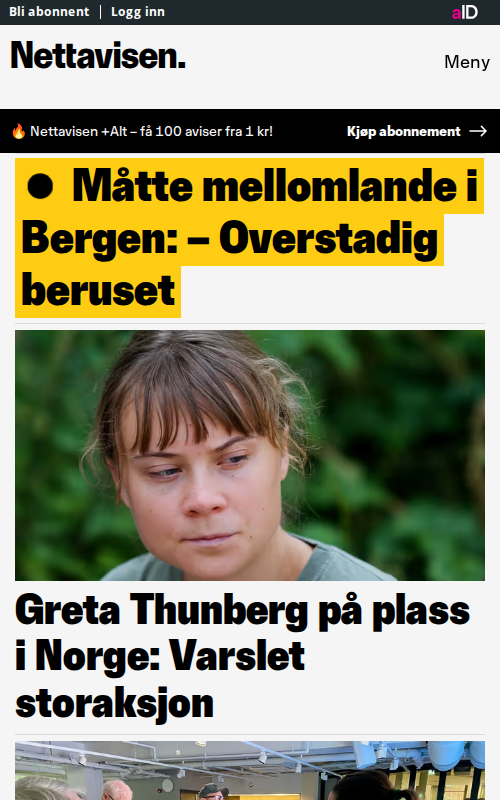 Bli abonnent | Logg inn
aID
Nettavisen.
Meny
🔥 Nettavisen +Alt – få 100 aviser fra 1 kr!
Kjøp abonnement →
● Måtte mellomlande i
Bergen: – Overstadig
beruset
Greta Thunberg på plass
i Norge: Varslet
storaksjon